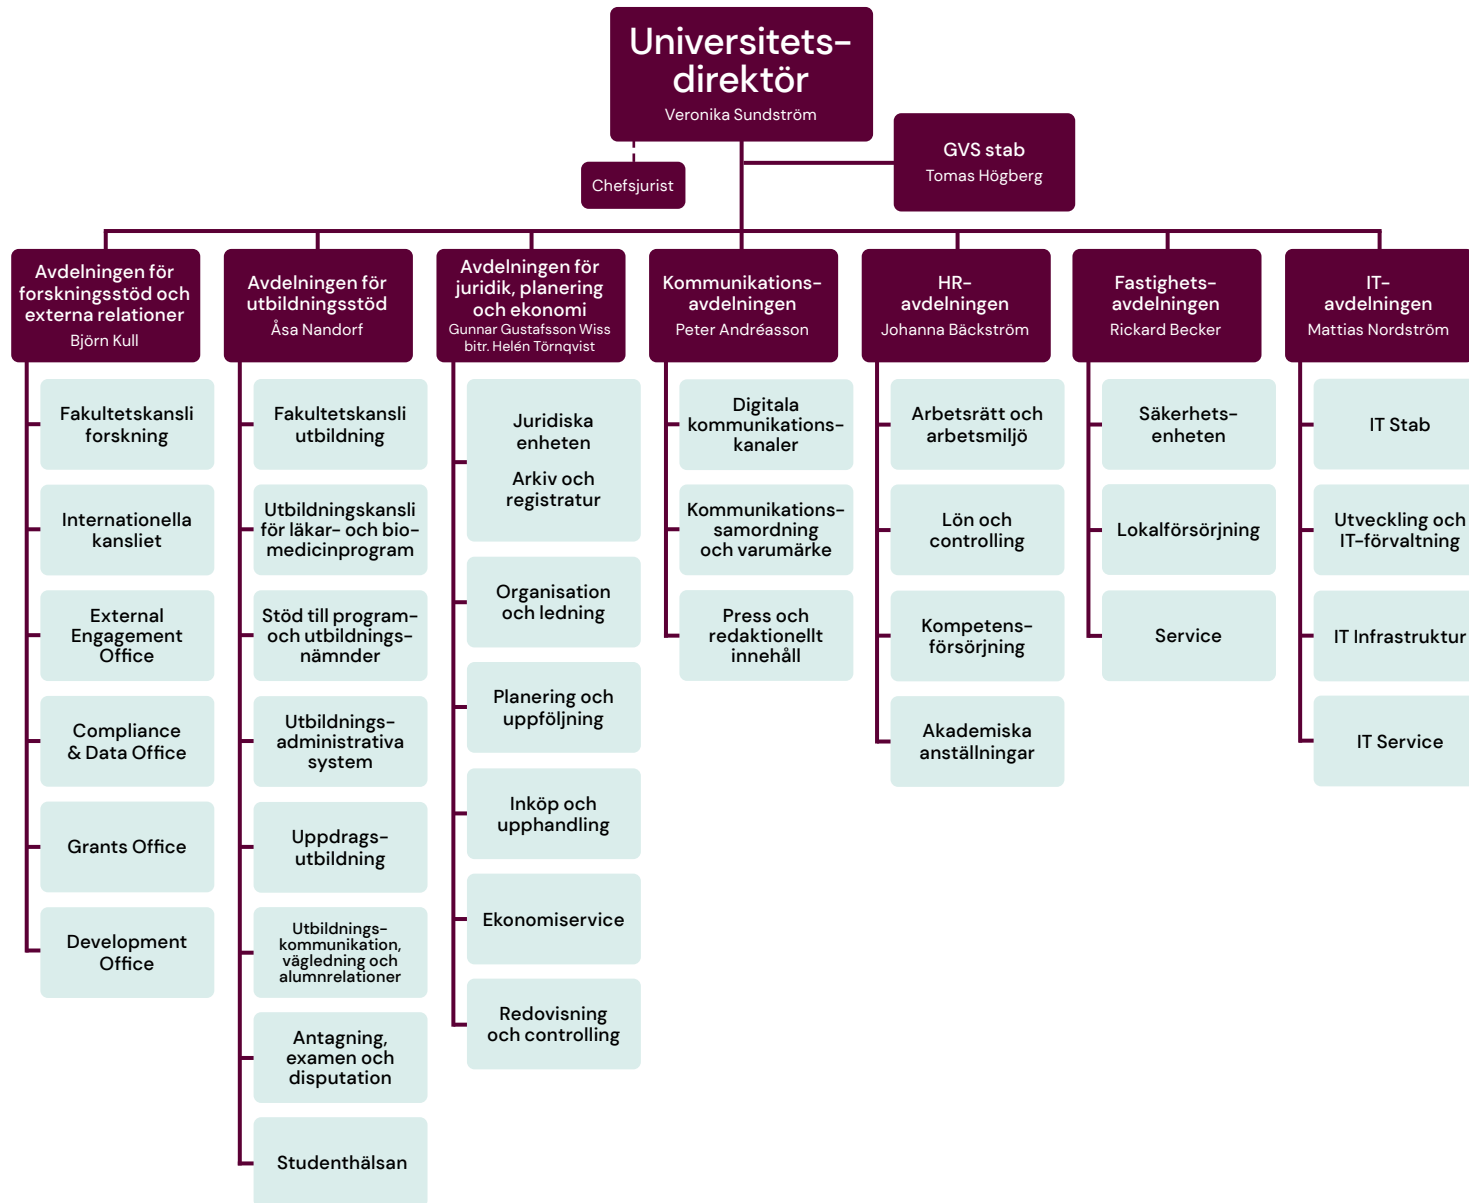 Universitets-
direktör
Veronika Sundström
Chefsjurist
GVS stab
Tomas Högberg
Avdelningen för
forskningsstöd och
externa relationer
Björn Kull
Fakultetskansli
forskning
Internationella
kansliet
External
Engagement
Office
Compliance
& Data Office
Grants Office
Development
Office
Avdelningen för
utbildningsstöd
Åsa Nandorf
Fakultetskansli
utbildning
Utbildningskansli
för läkar- och bio-
medicinprogram
Stöd till program-
och utbildnings-
nämnder
Utbildnings-
administrativa
system
Uppdrags-
utbildning
Utbildnings-
kommunikation,
vägledning och
alumnrelationer
Antagning,
examen och
disputation
Studenthälsan
Avdelningen för
juridik, planering
och ekonomi
Gunnar Gustafsson Wiss
bitr. Helén Törnqvist
Juridiska
enheten
Arkiv och
registratur
Organisation
och ledning
Planering och
uppföljning
Inköp och
upphandling
Ekonomiservice
Redovisning
och controlling
Kommunikations-
avdelningen
Peter Andréasson
Digitala
kommunikations-
kanaler
Kommunikations-
samordning
och varumärke
Press och
redaktionellt
innehåll
HR-
avdelningen
Johanna Bäckström
Arbetsrätt och
arbetsmiljö
Lön och
controlling
Kompetens-
försörjning
Akademiska
anställningar
Fastighets-
avdelningen
Rickard Becker
Säkerhets-
enheten
Lokalförsörjning
Service
IT-
avdelningen
Mattias Nordström
IT Stab
Utveckling och
IT-förvaltning
IT Infrastruktur
IT Service